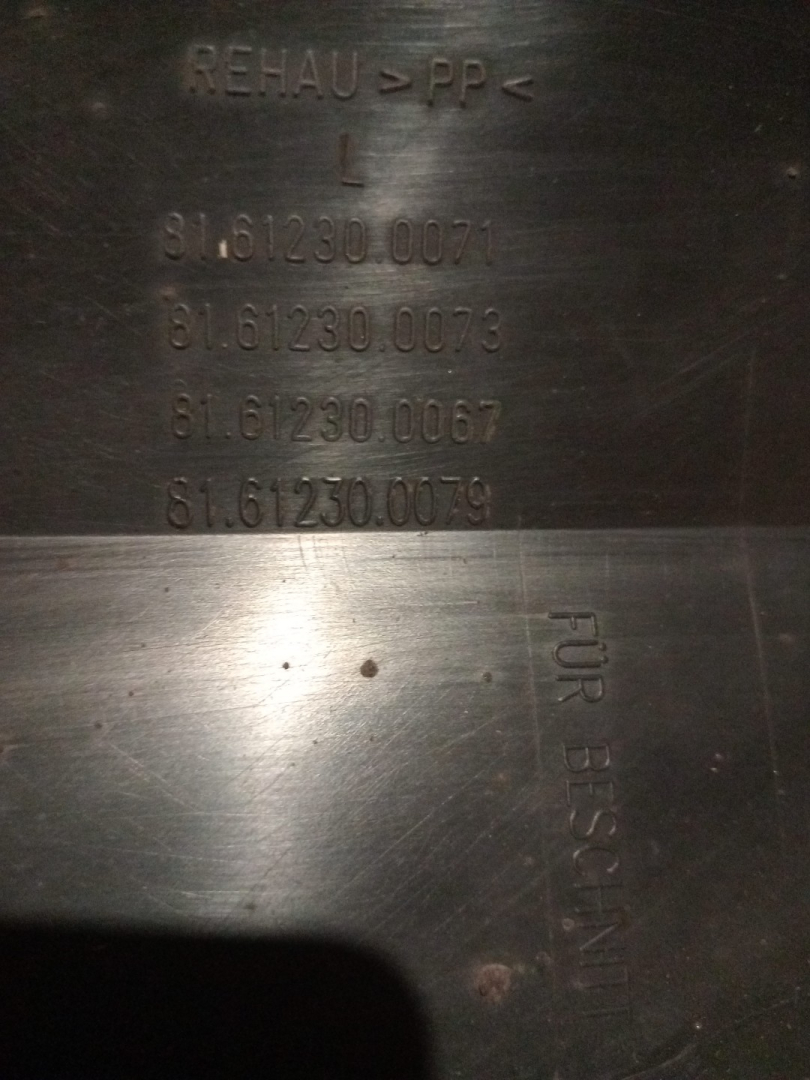 REHAU >PP<
L
81.61230.0071
81.61230.0073
81.61230.0067
81.61230.0079
FÜR BESCHNITT